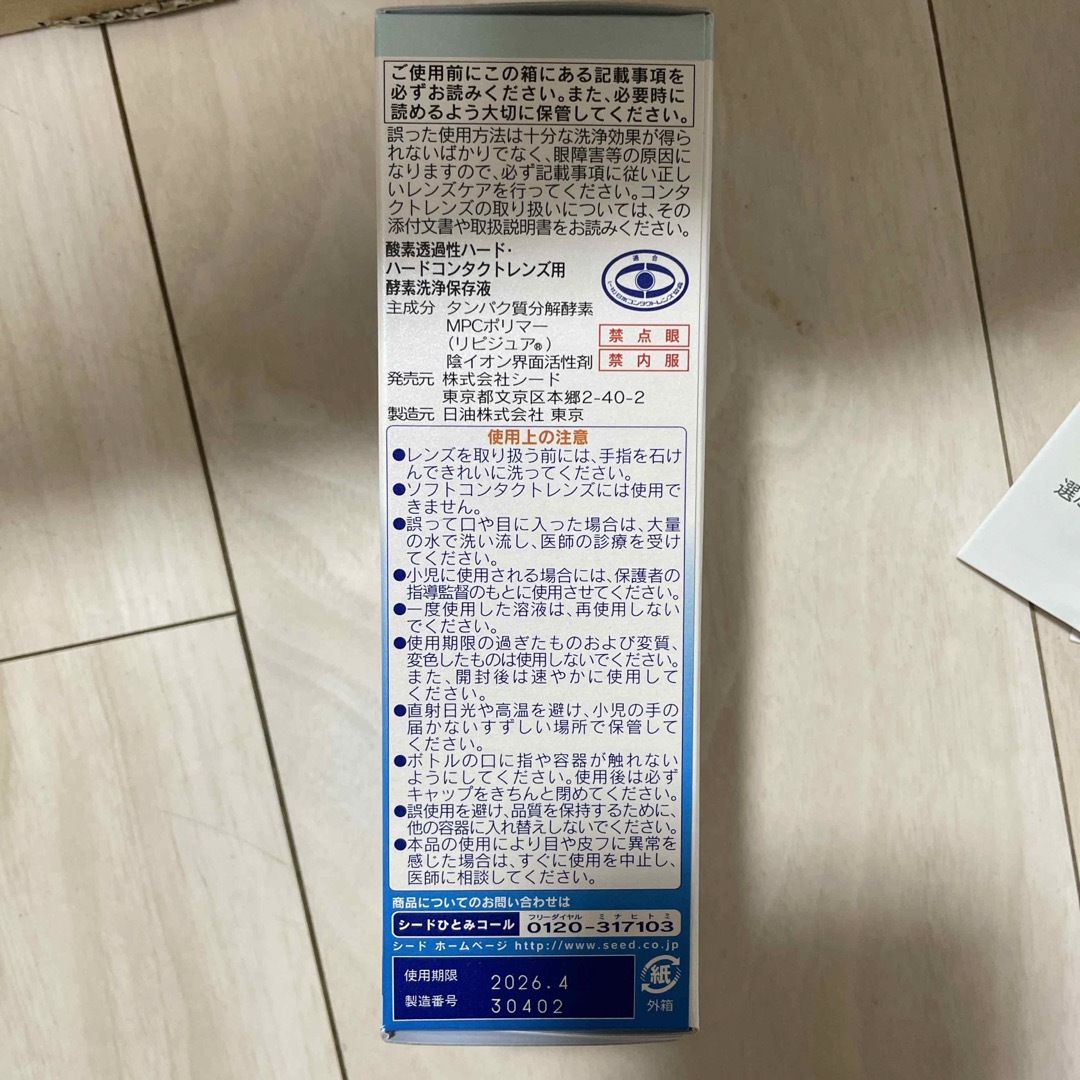 ご使用前にこの箱にある記載事項を
必ずお読みください。また、必要時に
読めるよう大切に保管してください。
誤った使用方法は十分な洗浄効果が得ら
れないばかりでなく、眼障害等の原因に
なりますので、必ず記載事項に従い正し
いレンズケアを行ってください。コンタ
クトレンズの取り扱いについては、その
添付文書や取扱説明書をお読みください。
酸素透過性ハード・
ハードコンタクトレンズ用
酵素洗浄保存液
適合
主成分 タンパク質分解酵素
MPCポリマー
(リピジュア®)
陰イオン界面活性剤
禁点眼
禁内服
発売元 株式会社シード
東京都文京区本郷2-40-2
製造元 日油株式会社 東京
使用上の注意
●レンズを取り扱う前には、手指を石け
んできれいに洗ってください。
●ソフトコンタクトレンズには使用で
きません。
●誤って口や目に入った場合は、大量
の水で洗い流し、医師の診療を受け
てください。
●小児に使用される場合には、保護者の
指導監督のもとに使用させてください。
●一度使用した溶液は、再使用しない
でください。
●使用期限の過ぎたものおよび変質、
変色したものは使用しないでください。
また、開封後は速やかに使用して
ください。
●直射日光や高温を避け、小児の手の
届かないすずしい場所で保管して
ください。
●ボトルの口に指や容器が触れない
ようにしてください。使用後は必ず
キャップをきちんと閉めてください。
●誤使用を避け、品質を保持するために、
他の容器に入れ替えしないでください。
●本品の使用により目や皮フに異常を
感じた場合は、すぐに使用を中止し、
医師に相談してください。
商品についてのお問い合わせは
シードひとみコール フリーダイヤル ミナヒトミ
0120-317103
シード ホームページ http://www.seed.co.jp
使用期限 2026.4
製造番号 30402
紙
外箱